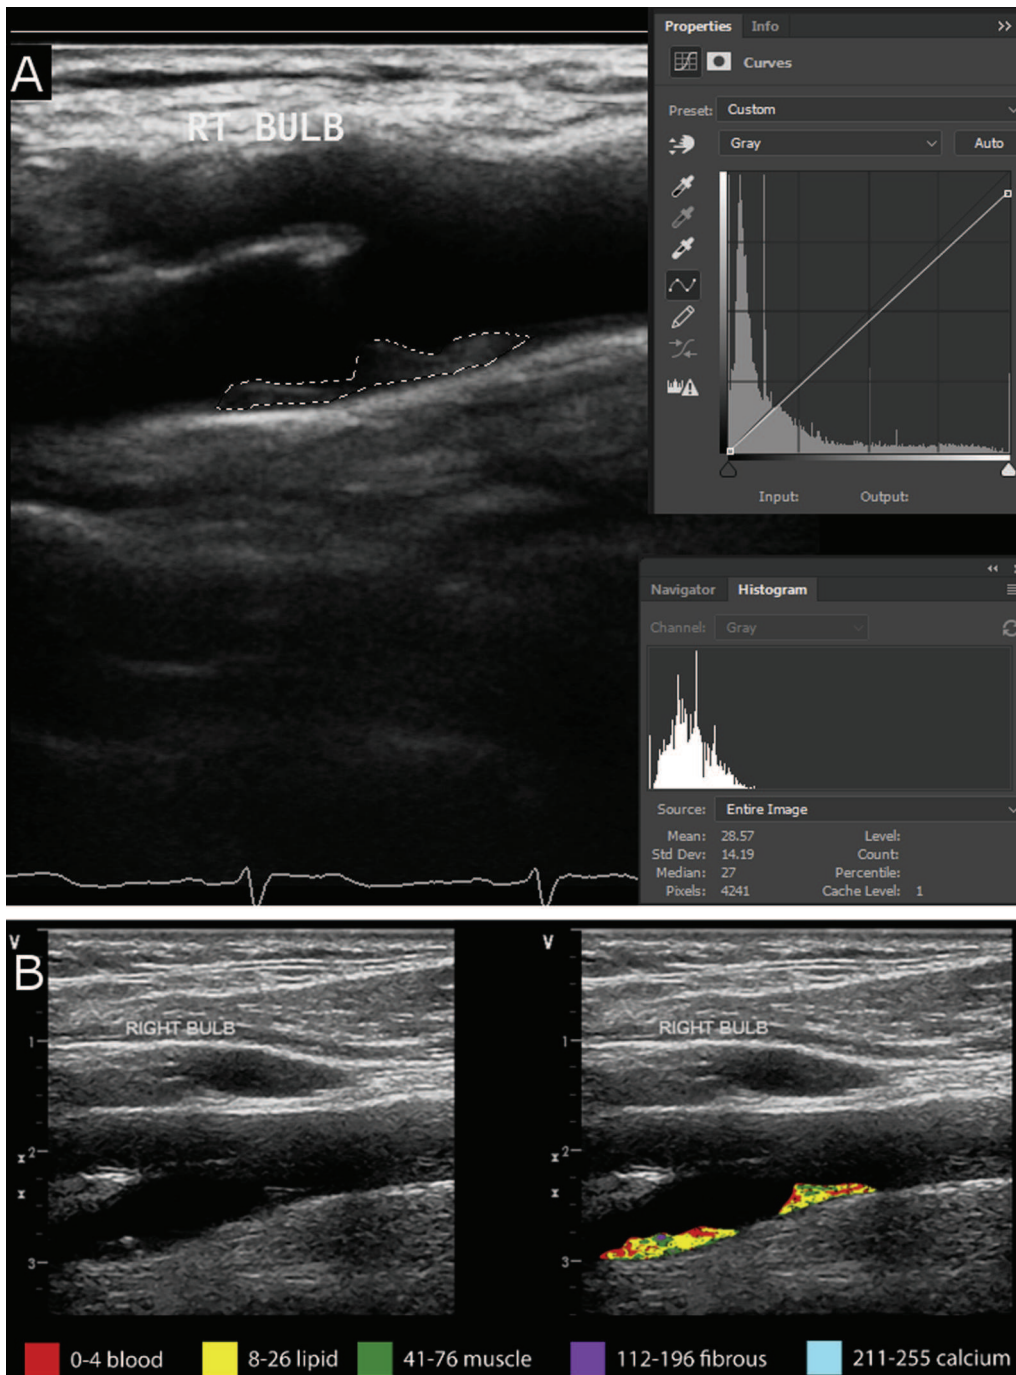 A
RT BULB
Properties Info
Curves
Preset: Custom
Gray Auto
Input: Output:
Navigator Histogram
Channel: Gray
Source: Entire Image
Mean: 28.57 Level:
Std Dev: 14.19 Count:
Median: 27 Percentile:
Pixels: 4241 Cache Level: 1
V V
B
RIGHT BULB RIGHT BULB
1 1
2 2
3 3
0-4 blood 8-26 lipid 41-76 muscle 112-196 fibrous 211-255 calcium